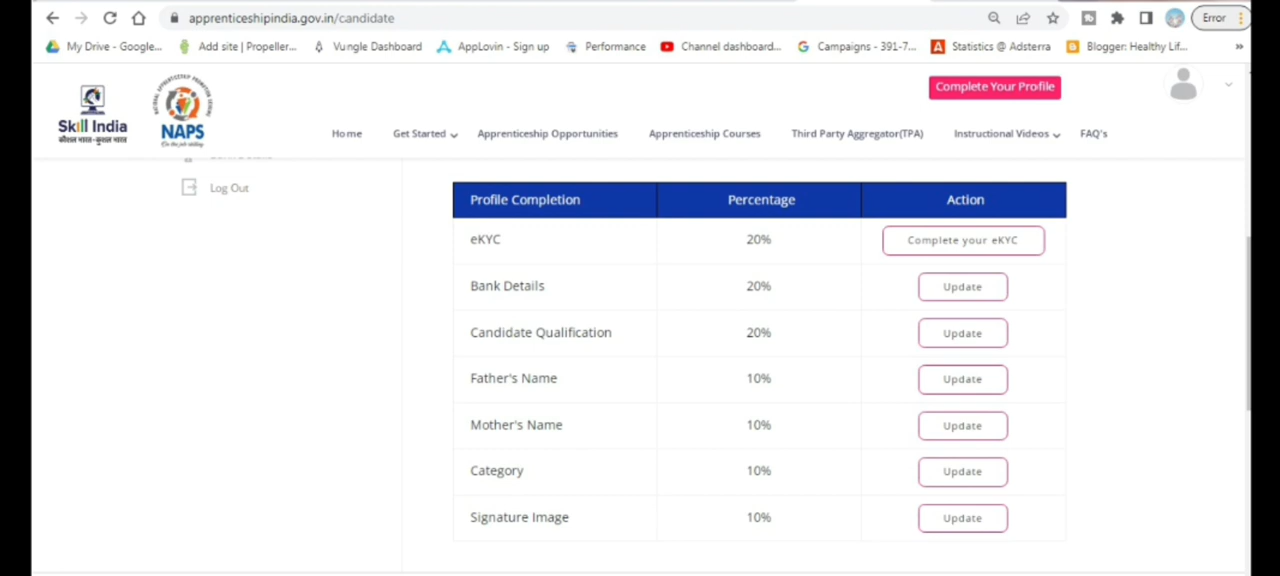 apprenticeshipindia.gov.in/candidate
Error
My Drive - Google...
Add site | Propeller...
Vungle Dashboard
AppLovin - Sign up
Performance
Channel dashboard...
Campaigns - 391-7...
Statistics @ Adsterra
Blogger: Healthy Lif...
»
Complete Your Profile
Skill India
कौशल भारत-कुशल भारत
NAPS
Home
Get Started
Apprenticeship Opportunities
Apprenticeship Courses
Third Party Aggregator(TPA)
Instructional Videos
FAQ's
Log Out
Profile Completion Percentage Action
eKYC 20% Complete your eKYC
Bank Details 20% Update
Candidate Qualification 20% Update
Father's Name 10% Update
Mother's Name 10% Update
Category 10% Update
Signature Image 10% Update